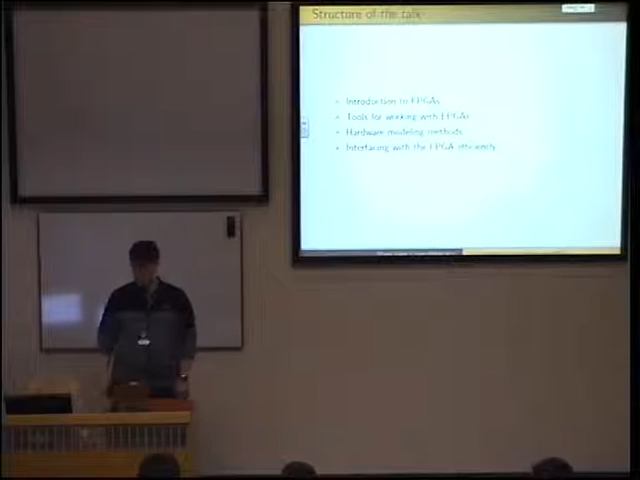 Structure of the talk
Introduction to FPGAs
Tools for working with FPGAs
Hardware modeling methods
Interfacing with the FPGA efficiently